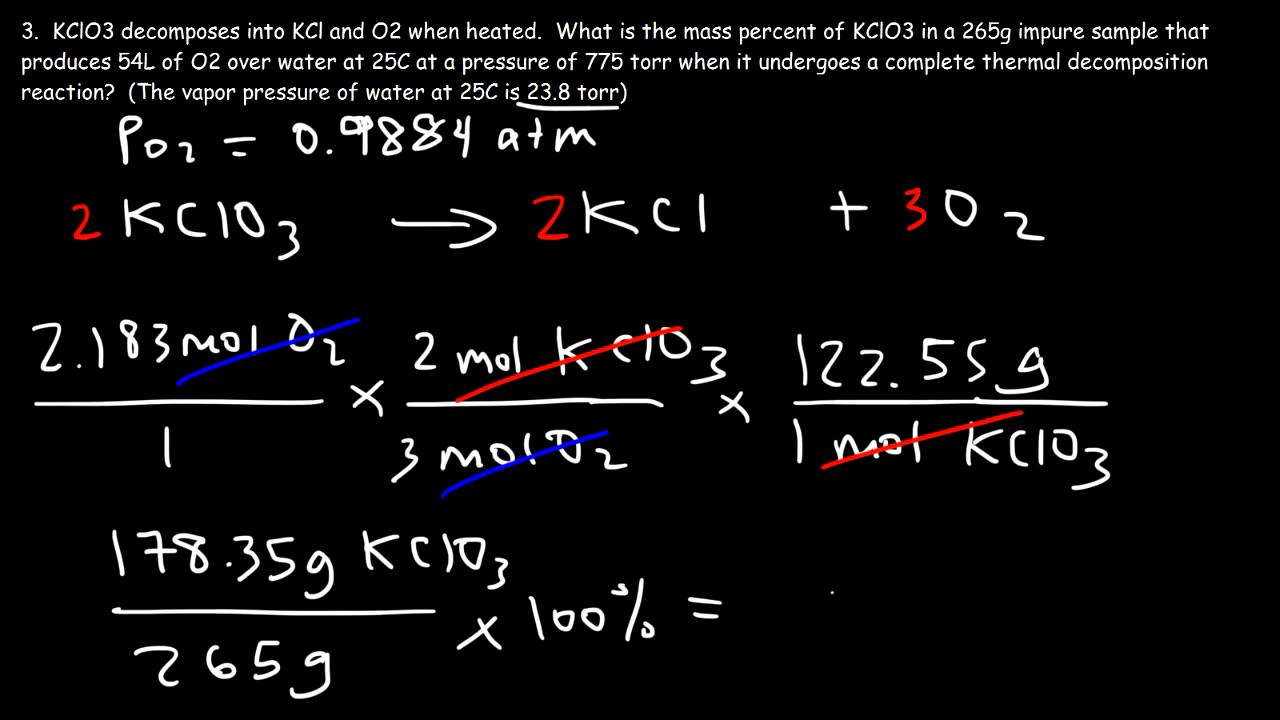 3. KClO3 decomposes into KCl and O2 when heated. What is the mass percent of KClO3 in a 265g impure sample that
produces 54L of O2 over water at 25C at a pressure of 775 torr when it undergoes a complete thermal decomposition
reaction? (The vapor pressure of water at 25C is 23.8 torr)
PO2 = 0.9884 atm
2KClO3 → 2KCl + 3O2
2.183 mol O2 / 1 × 2 mol KClO3 / 3 mol O2 × 122.55g / 1 mol KClO3
178.35g KClO3 / 265g × 100% =